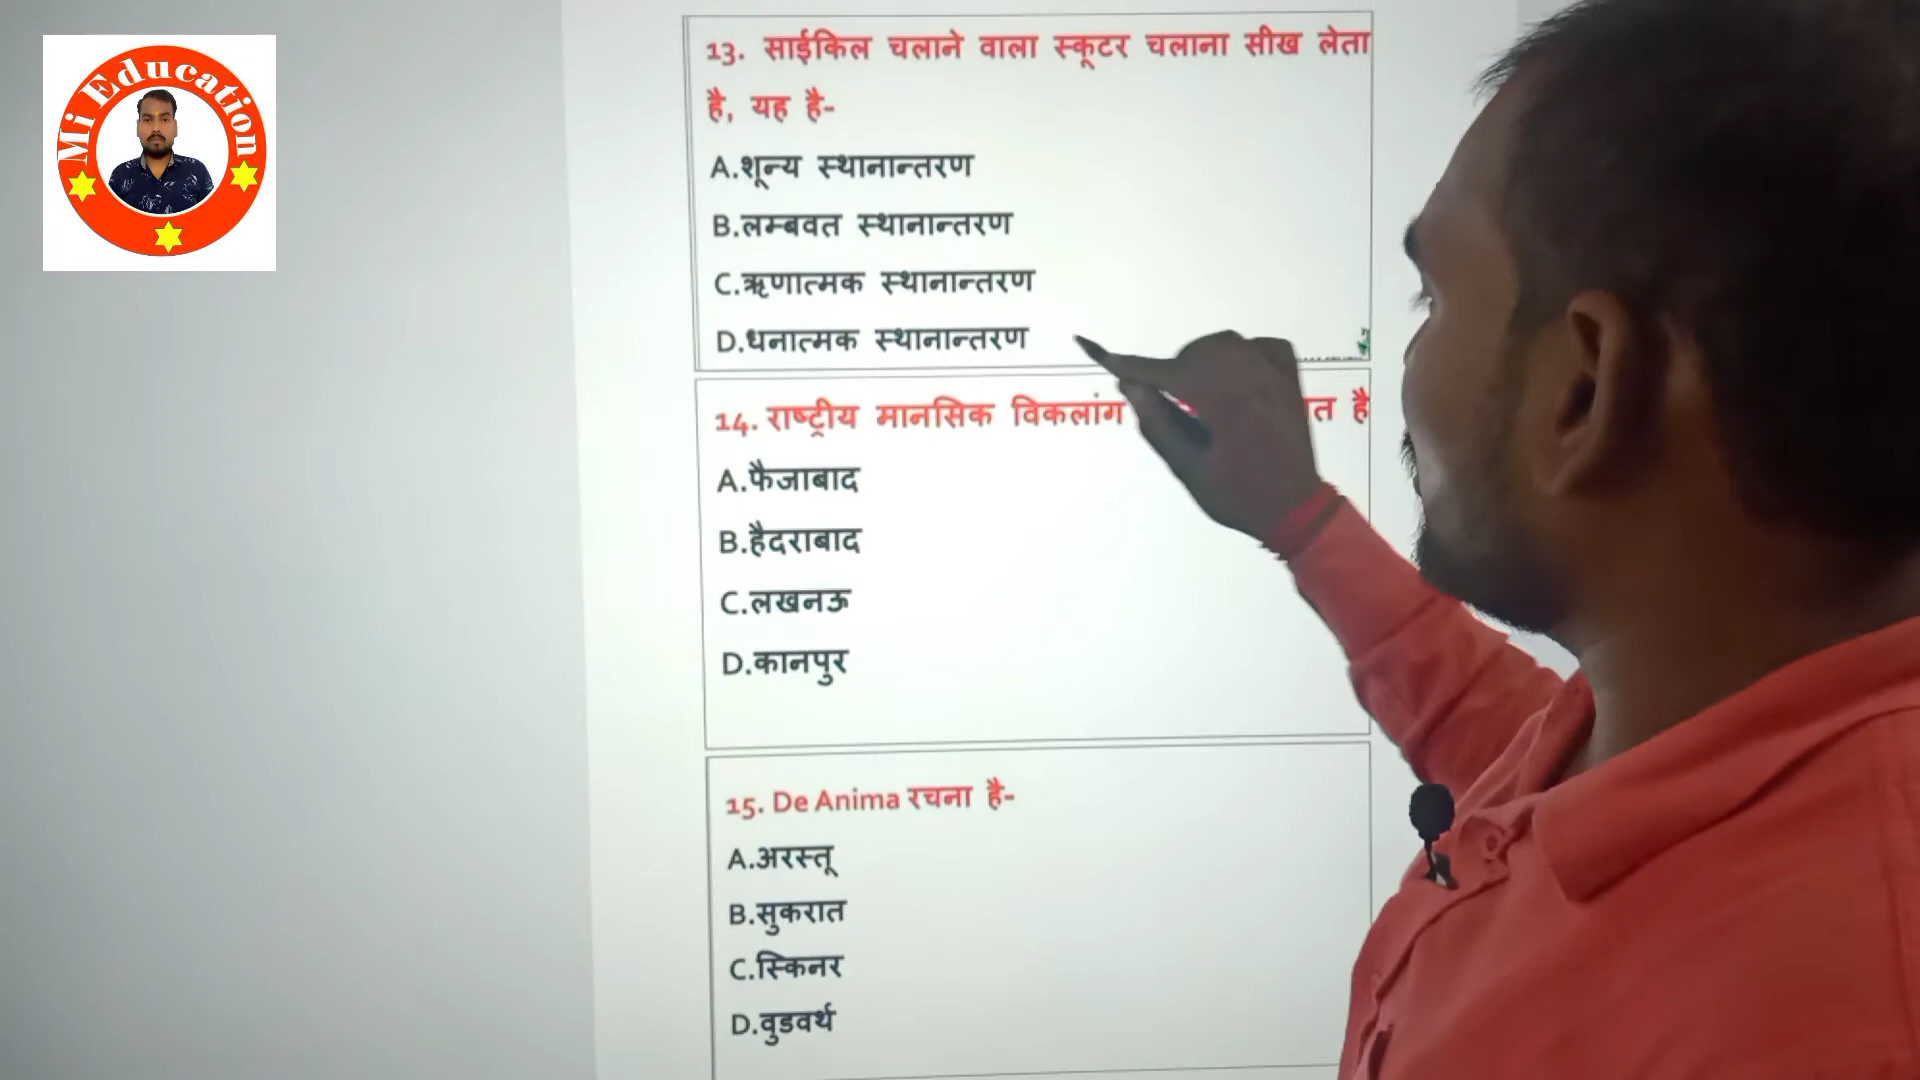 Mi Education
13. साईकिल चलाने वाला स्कूटर चलाना सीख लेता
है, यह है-
A.शून्य स्थानान्तरण
B.लम्बवत स्थानान्तरण
C.ऋणात्मक स्थानान्तरण
D.धनात्मक स्थानान्तरण
14. राष्ट्रीय मानसिक विकलांग है
A.फैजाबाद
B.हैदराबाद
C.लखनऊ
D.कानपुर
15. De Anima रचना है-
A.अरस्तू
B.सुकरात
C.स्किनर
D.वुडवर्थ